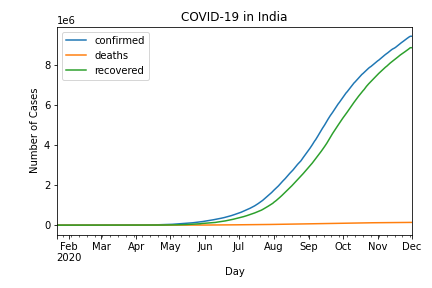 COVID-19 in India
1e6
confirmed
deaths
recovered
8
6
4
2
0
Number of Cases
Feb Mar Apr May Jun Jul Aug Sep Oct Nov Dec
2020
Day